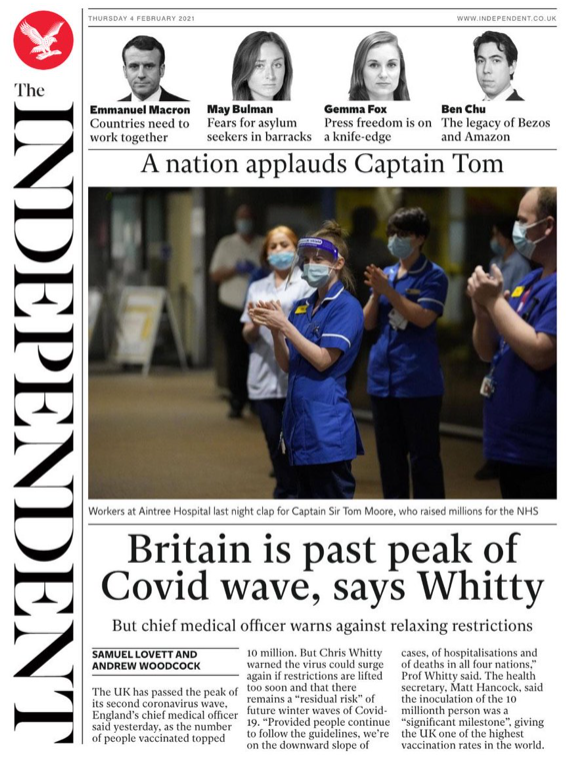 THURSDAY 4 FEBRUARY 2021
WWW.INDEPENDENT.CO.UK
The
INDEPENDENT
Emmanuel Macron
Countries need to
work together
May Bulman
Fears for asylum
seekers in barracks
Gemma Fox
Press freedom is on
a knife-edge
Ben Chu
The legacy of Bezos
and Amazon
A nation applauds Captain Tom
Workers at Aintree Hospital last night clap for Captain Sir Tom Moore, who raised millions for the NHS
Britain is past peak of
Covid wave, says Whitty
But chief medical officer warns against relaxing restrictions
SAMUEL LOVETT AND
ANDREW WOODCOCK
The UK has passed the peak of
its second coronavirus wave,
England’s chief medical officer
said yesterday, as the number
of people vaccinated topped
10 million. But Chris Whitty
warned the virus could surge
again if restrictions are lifted
too soon and that there
remains a “residual risk” of
future winter waves of Covid-
19. “Provided people continue
to follow the guidelines, we’re
on the downward slope of
cases, of hospitalisations and
of deaths in all four nations,”
Prof Whitty said. The health
secretary, Matt Hancock, said
the inoculation of the 10
millionth person was a
“significant milestone”, giving
the UK one of the highest
vaccination rates in the world.